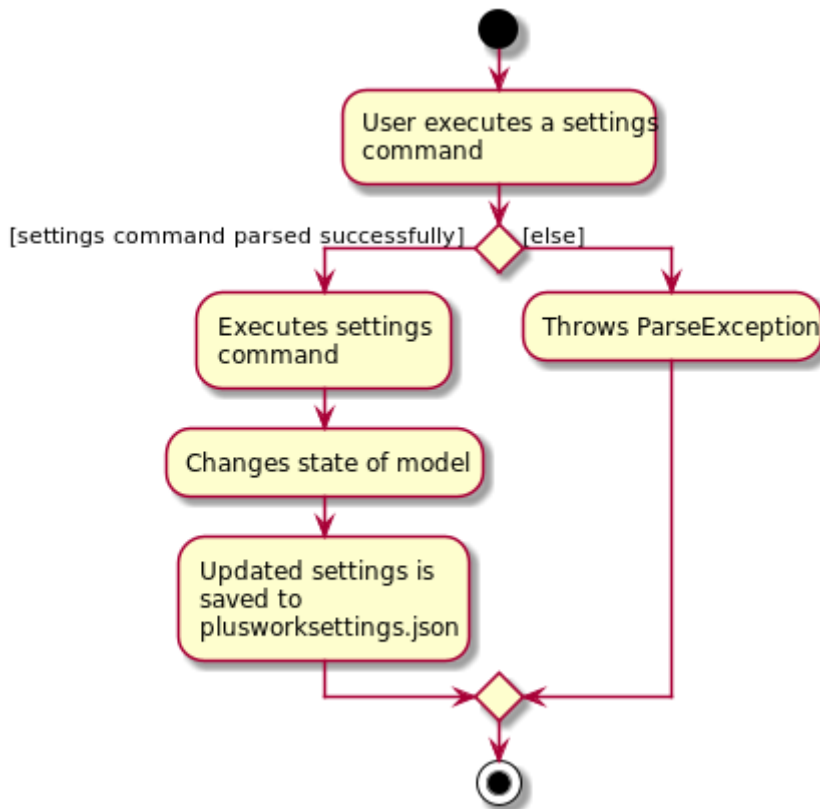 User executes a settings
command
[settings command parsed successfully]
[else]
Executes settings
command
Throws ParseException
Changes state of model
Updated settings is
saved to
plusworksettings.json